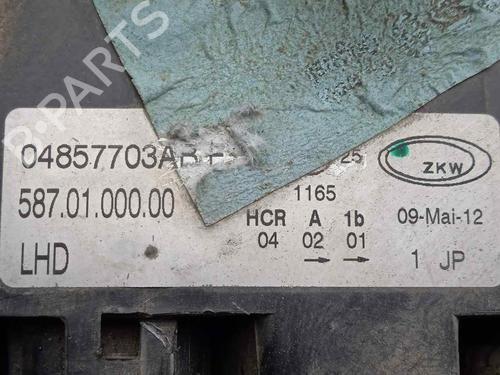 B-PARTS
04857703A
25
ZKW
587.01.000.00
1165
HCR A 1b
09-Mai-12
04 02 01
LHD
→ →
1 JP